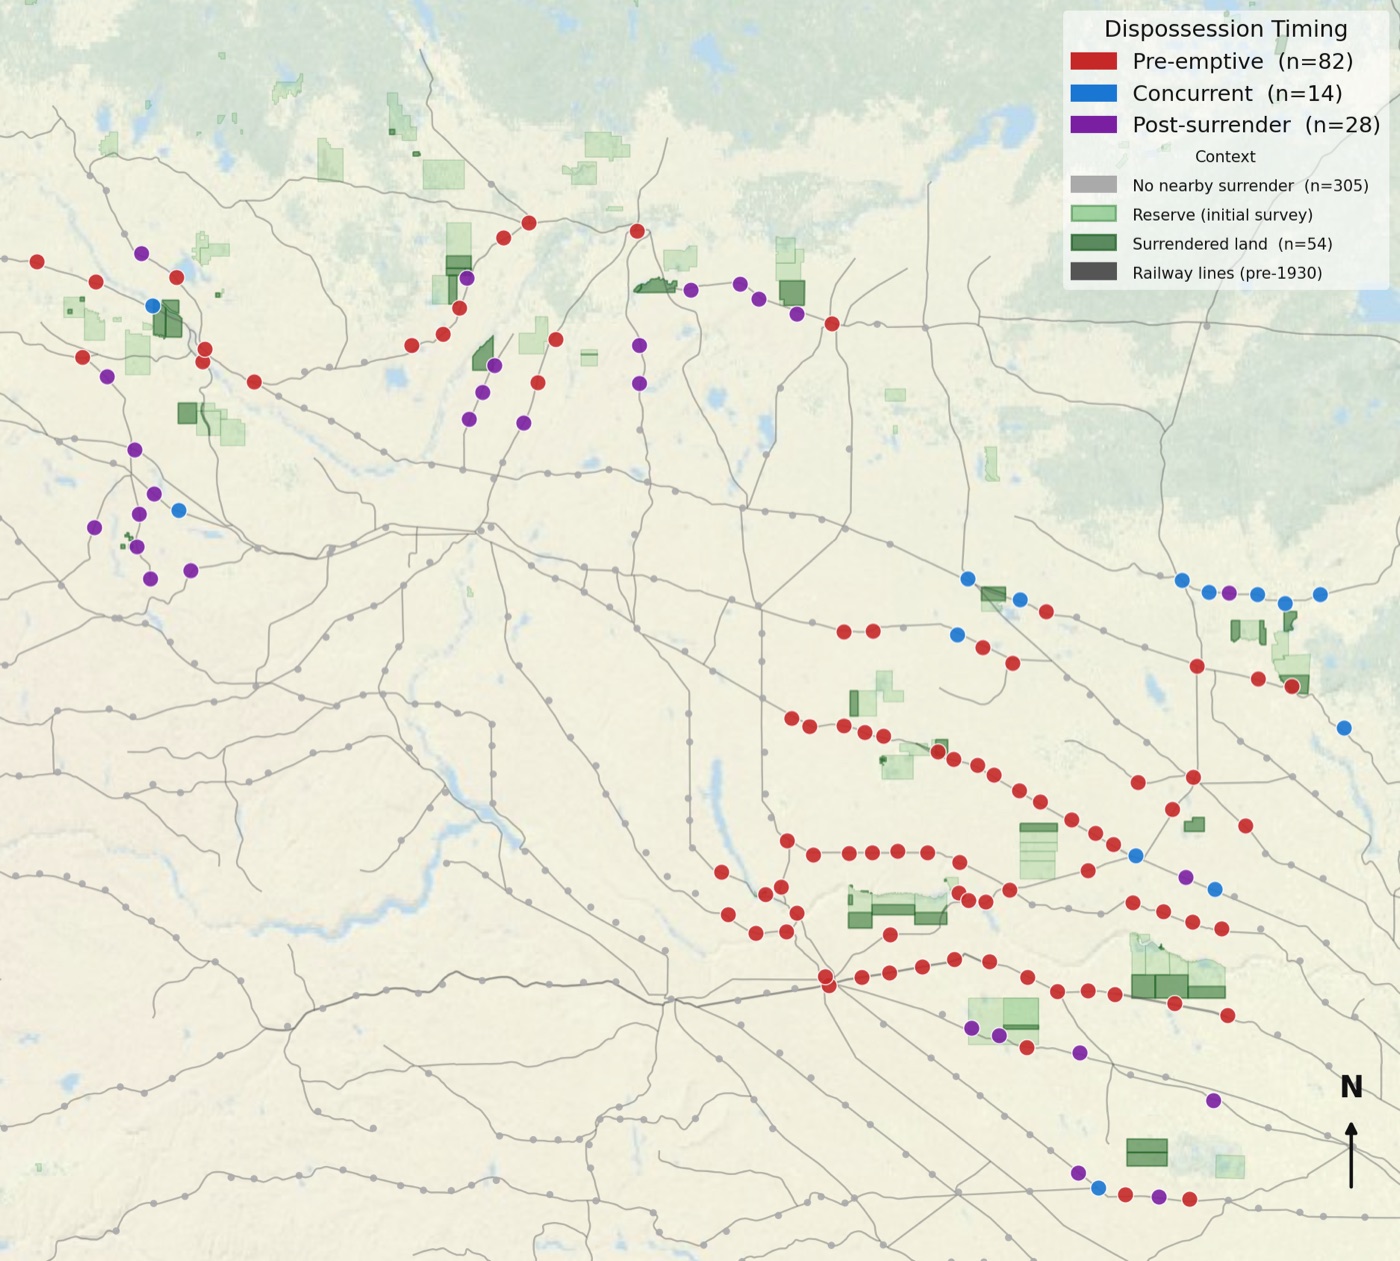 Dispossession Timing
Pre-emptive (n=82)
Concurrent (n=14)
Post-surrender (n=28)
Context
No nearby surrender (n=305)
Reserve (initial survey)
Surrendered land (n=54)
Railway lines (pre-1930)
N